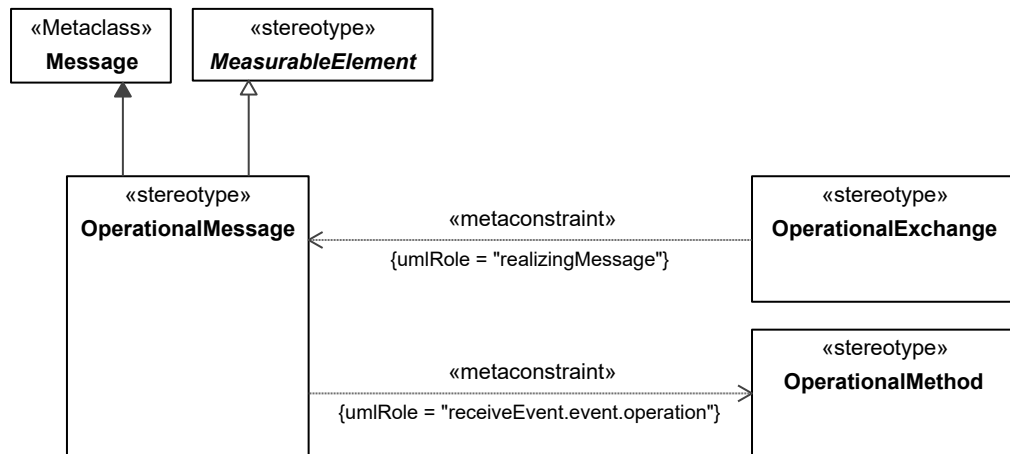 «Metaclass»
Message
«stereotype»
MeasurableElement
«stereotype»
OperationalMessage
«metaconstraint»
{umlRole = "realizingMessage"}
«stereotype»
OperationalExchange
«metaconstraint»
{umlRole = "receiveEvent.event.operation"}
«stereotype»
OperationalMethod